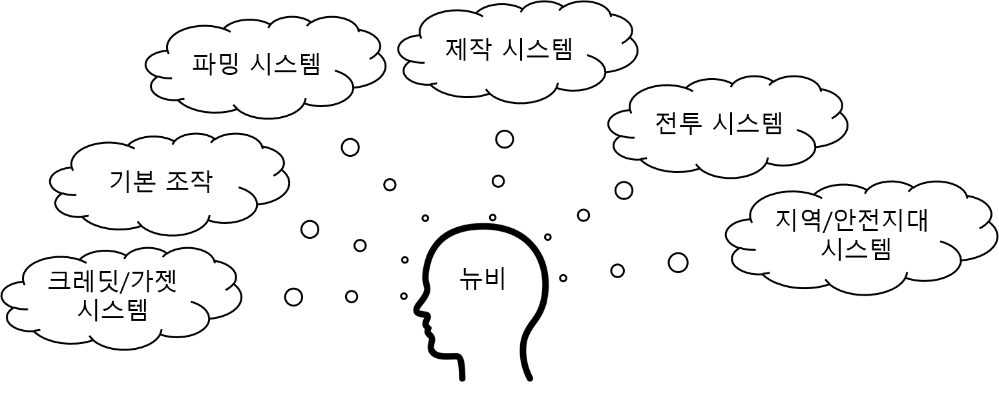 제작 시스템
파밍 시스템
전투 시스템
기본 조작
지역/안전지대
시스템
크레딧/가젯
시스템
뉴비